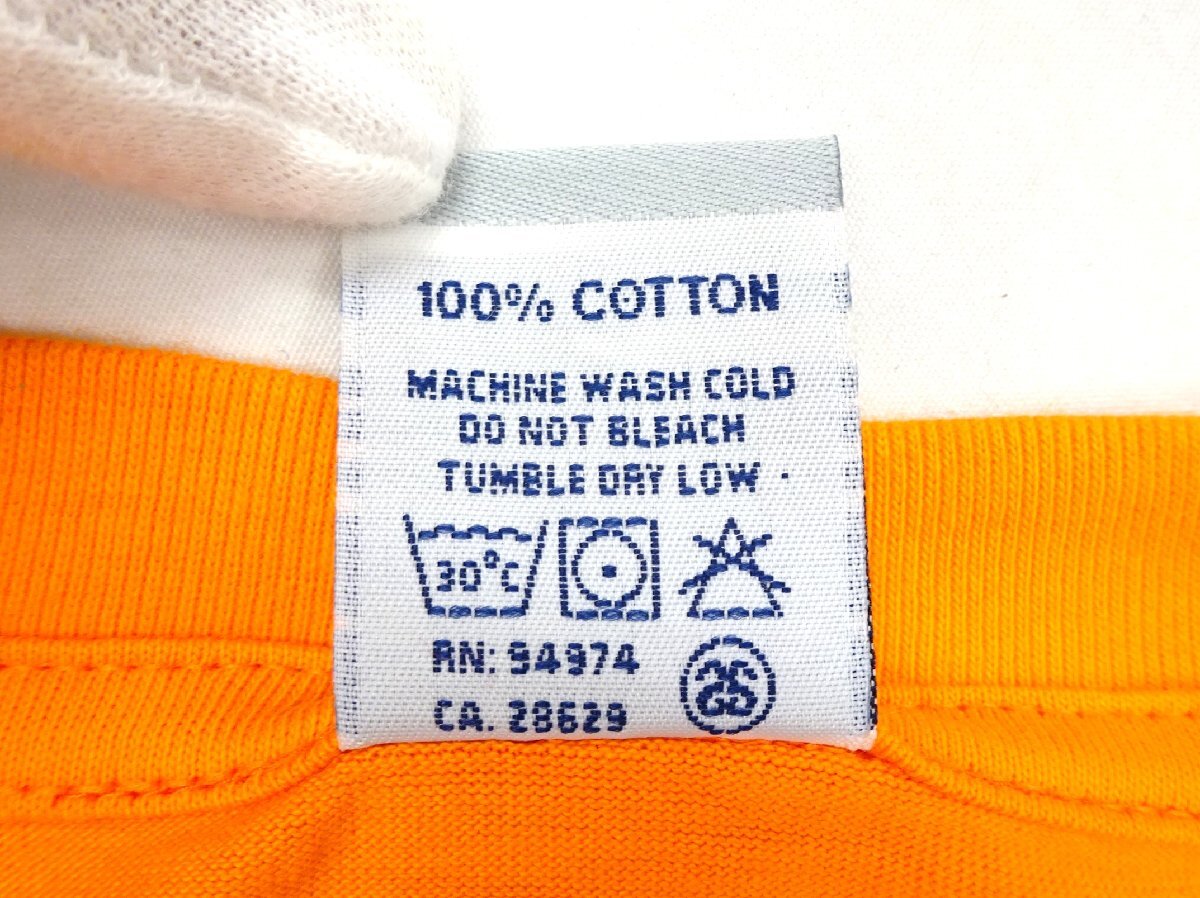 100% COTTON
MACHINE WASH COLD
DO NOT BLEACH
TUMBLE DRY LOW
30°C
RN: 94974
CA. 28629